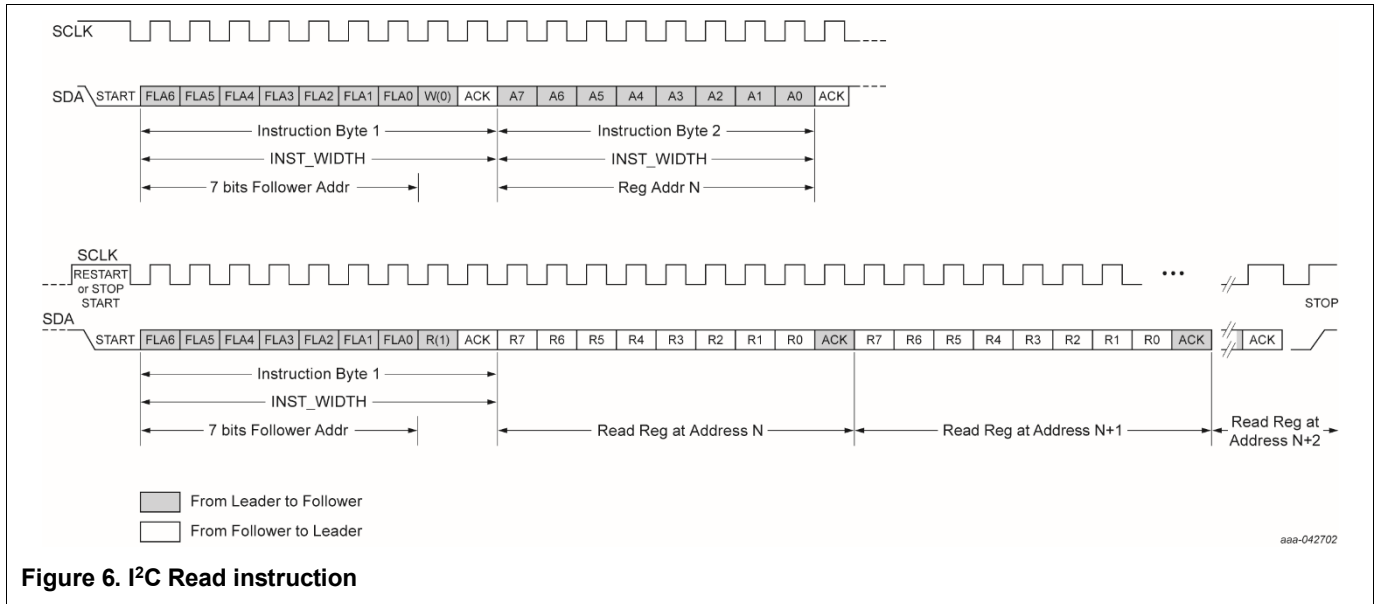 SCLK
SDA START FLA6 FLA5 FLA4 FLA3 FLA2 FLA1 FLA0 W(0) ACK A7 A6 A5 A4 A3 A2 A1 A0 ACK
Instruction Byte 1 Instruction Byte 2
INST_WIDTH INST_WIDTH
7 bits Follower Addr Reg Addr N
SCLK
RESTART
or STOP
START
...
STOP
SDA
START FLA6 FLA5 FLA4 FLA3 FLA2 FLA1 FLA0 R(1) ACK R7 R6 R5 R4 R3 R2 R1 R0 ACK R7 R6 R5 R4 R3 R2 R1 R0 ACK ACK
Instruction Byte 1
INST_WIDTH
7 bits Follower Addr Read Reg at Address N Read Reg at Address N+1 Read Reg at
Address N+2
From Leader to Follower
From Follower to Leader
aaa-042702
Figure 6. I²C Read instruction